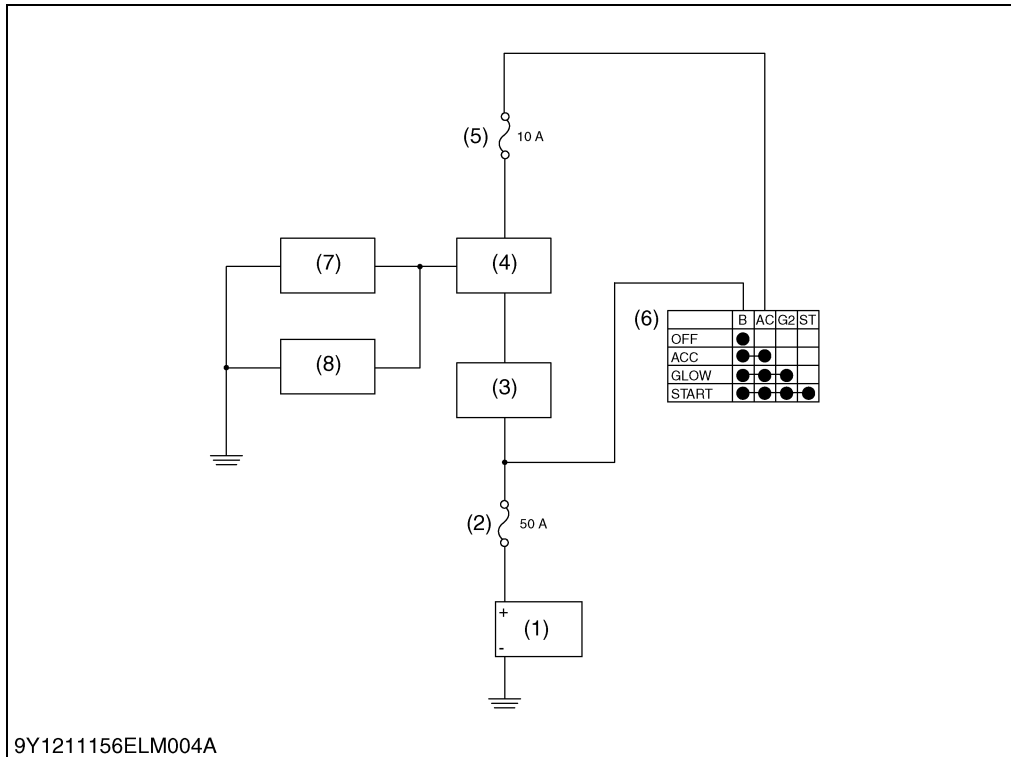 (5) 10 A
(7) (4)
(6) B AC G2 ST
OFF
ACC
GLOW
START
(8)
(3)
(2) 50 A
+
(1)
-
9Y1211156ELM004A